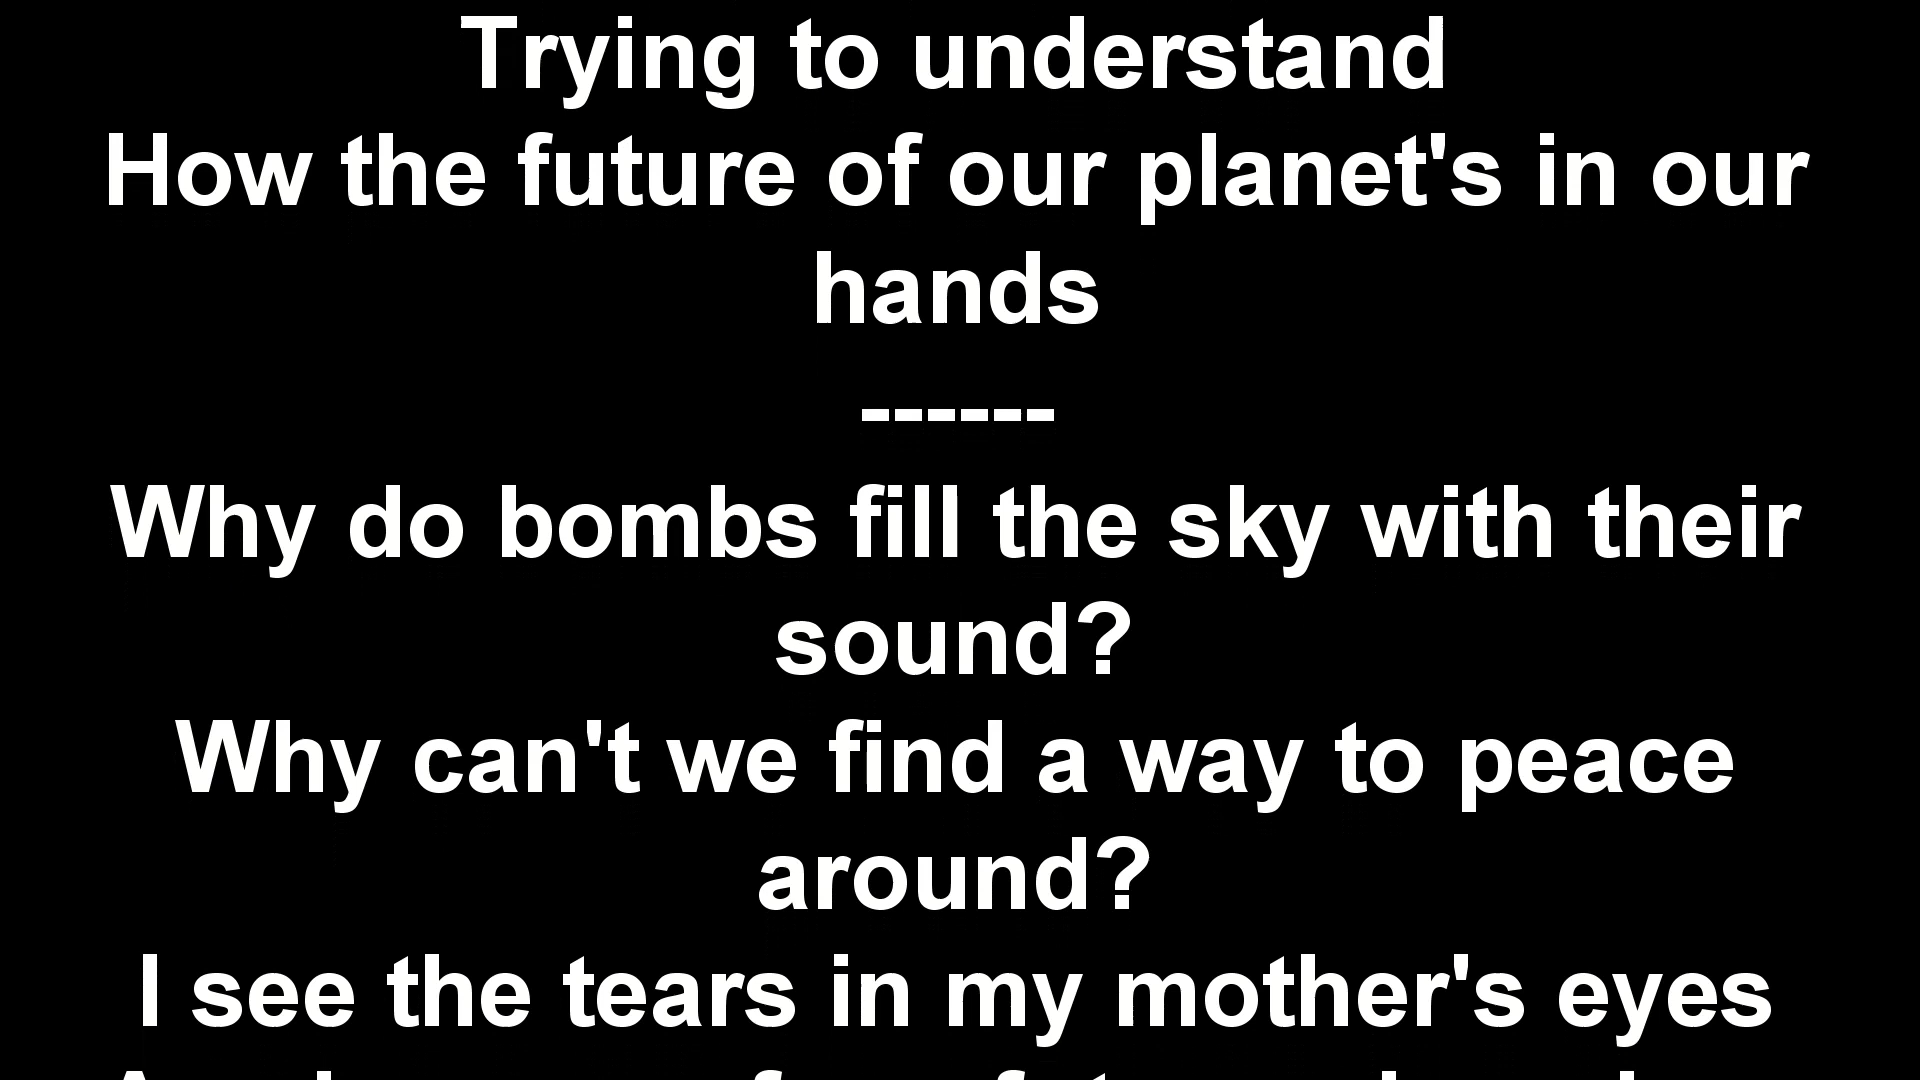 Trying to understand
How the future of our planet's in our
hands
------
Why do bombs fill the sky with their
sound?
Why can't we find a way to peace
around?
I see the tears in my mother's eyes